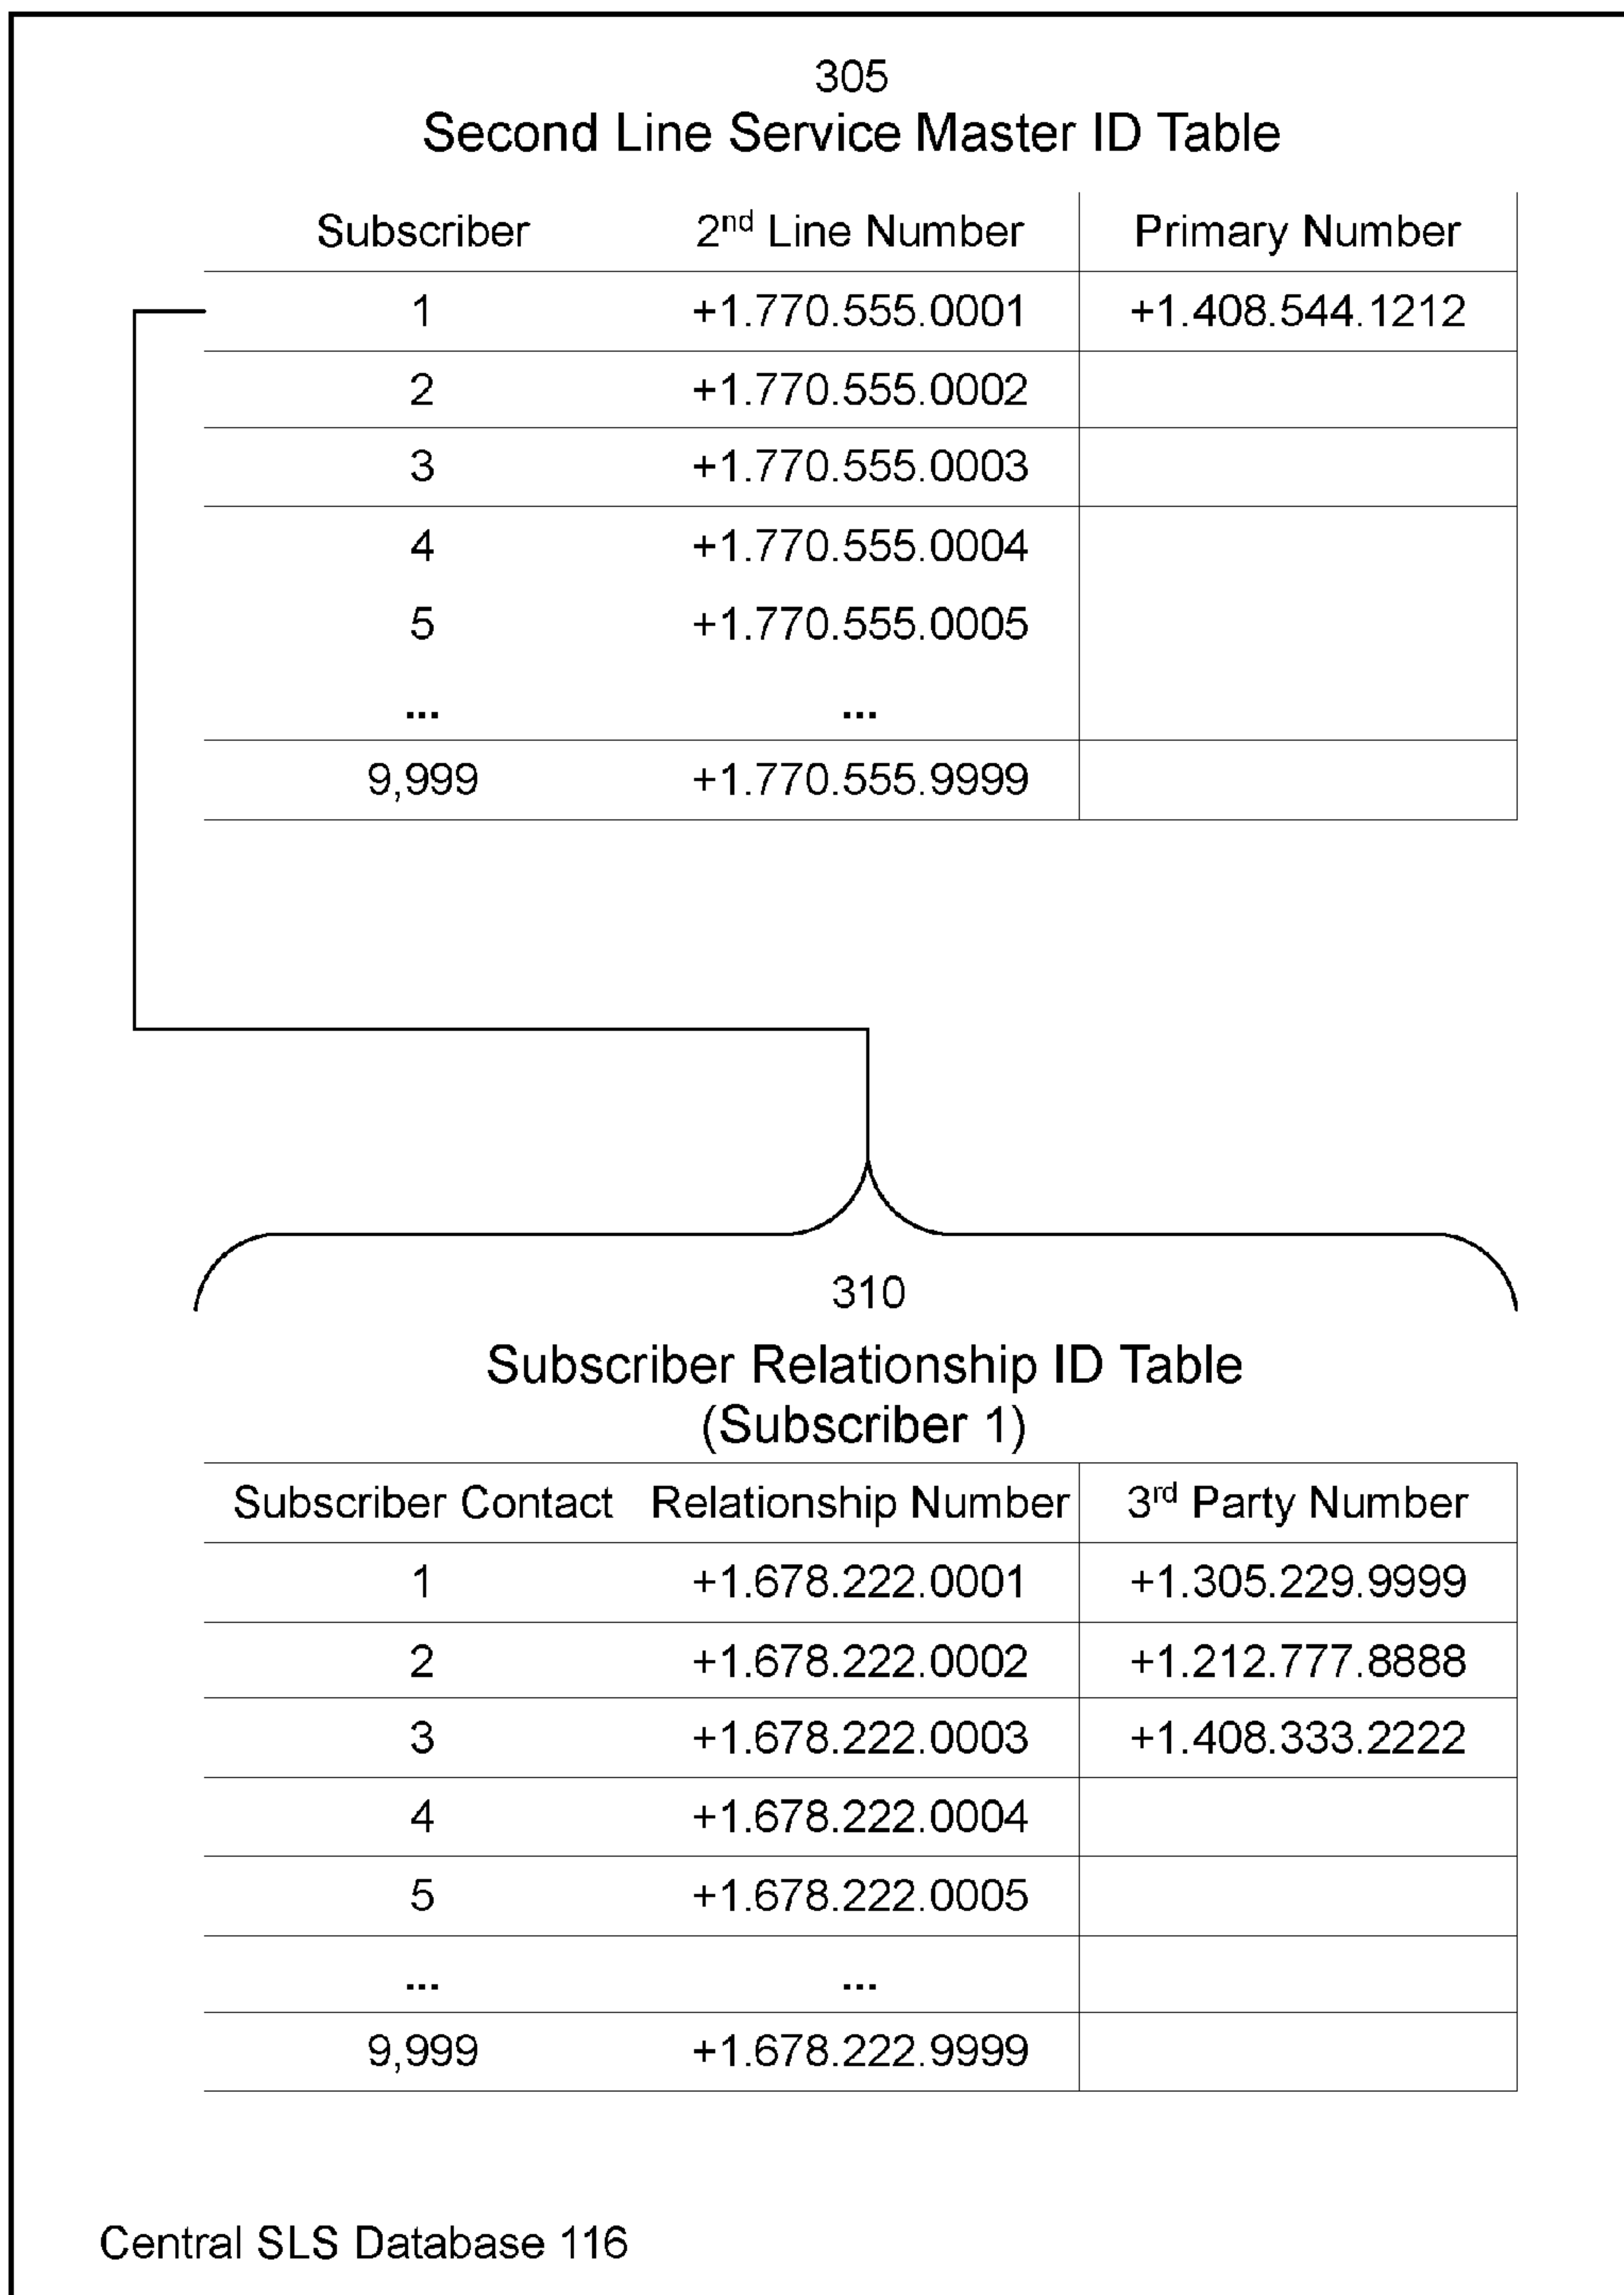 305
Second Line Service Master ID Table
Subscriber 2nd Line Number Primary Number
1 +1.770.555.0001 +1.408.544.1212
2 +1.770.555.0002
3 +1.770.555.0003
4 +1.770.555.0004
5 +1.770.555.0005
... ...
9,999 +1.770.555.9999
310
Subscriber Relationship ID Table
(Subscriber 1)
Subscriber Contact Relationship Number 3rd Party Number
1 +1.678.222.0001 +1.305.229.9999
2 +1.678.222.0002 +1.212.777.8888
3 +1.678.222.0003 +1.408.333.2222
4 +1.678.222.0004
5 +1.678.222.0005
... ...
9,999 +1.678.222.9999
Central SLS Database 116